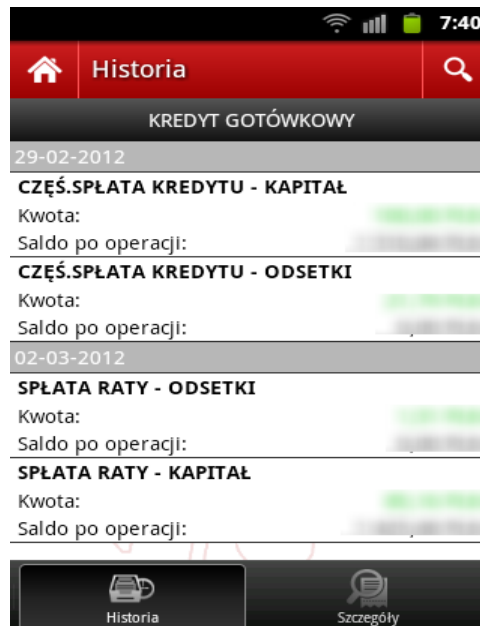 7:40
Historia
KREDYT GOTÓWKOWY
29-02-2012
CZĘŚ.SPŁATA KREDYTU - KAPITAŁ
Kwota:
Saldo po operacji:
CZĘŚ.SPŁATA KREDYTU - ODSETKI
Kwota:
Saldo po operacji:
02-03-2012
SPŁATA RATY - ODSETKI
Kwota:
Saldo po operacji:
SPŁATA RATY - KAPITAŁ
Kwota:
Saldo po operacji:
Historia Szczegóły